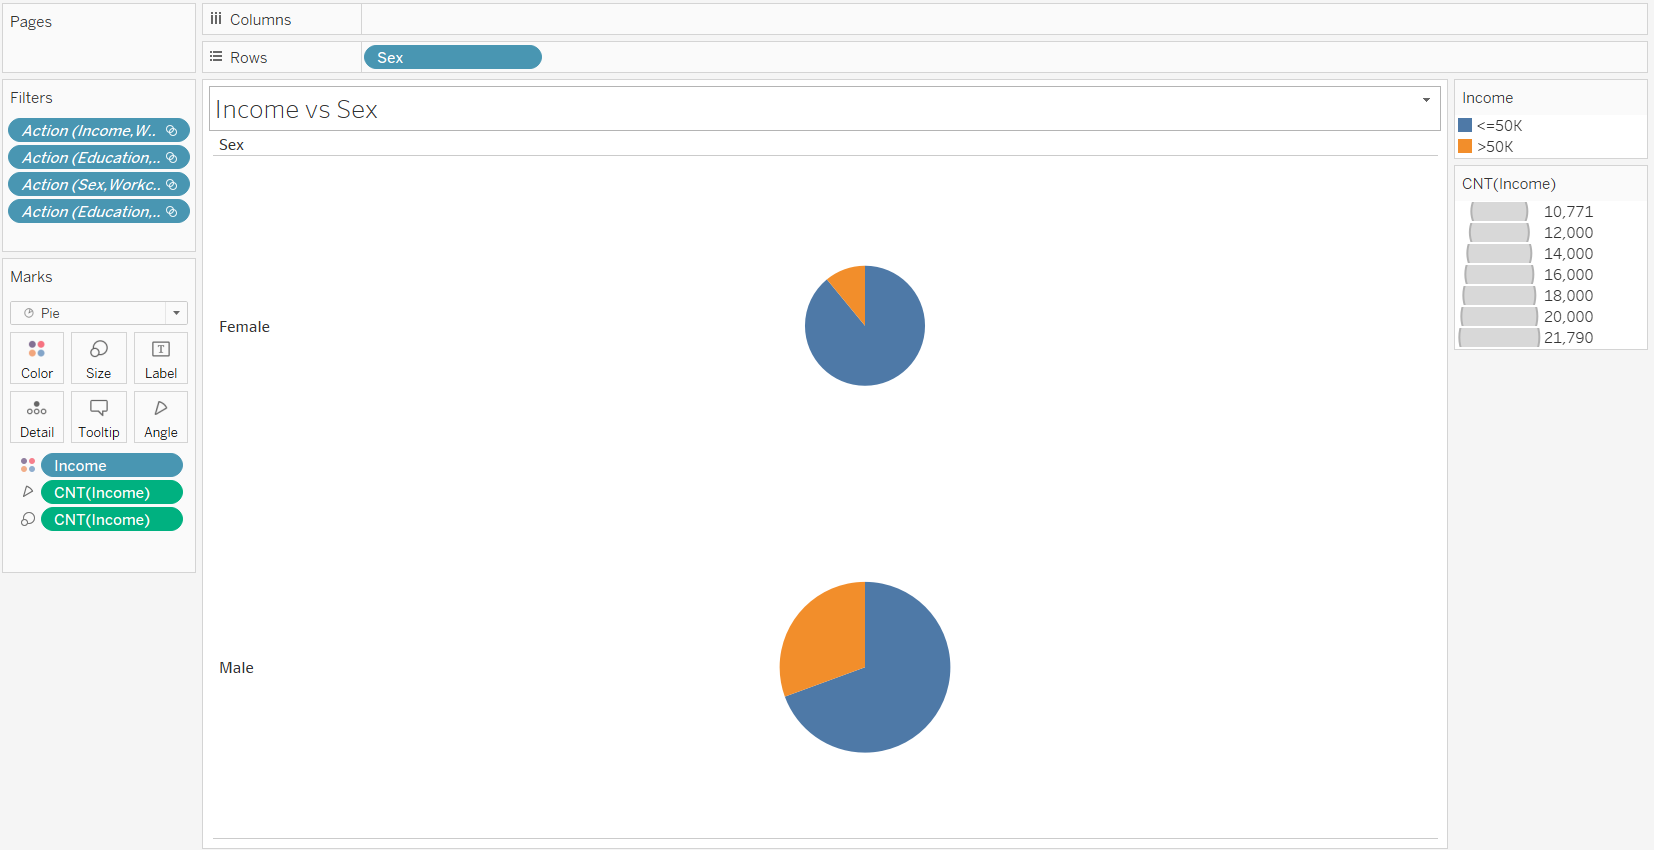 Pages
Columns
Rows
Sex
Filters
Action (Income,W..
Action (Education,..
Action (Sex,Workc..
Action (Education,..
Marks
Pie
Color
Size
Label
Detail
Tooltip
Angle
Income
CNT(Income)
CNT(Income)
Income vs Sex
Sex
Female
Male
Income
<=50K
>50K
CNT(Income)
10,771
12,000
14,000
16,000
18,000
20,000
21,790